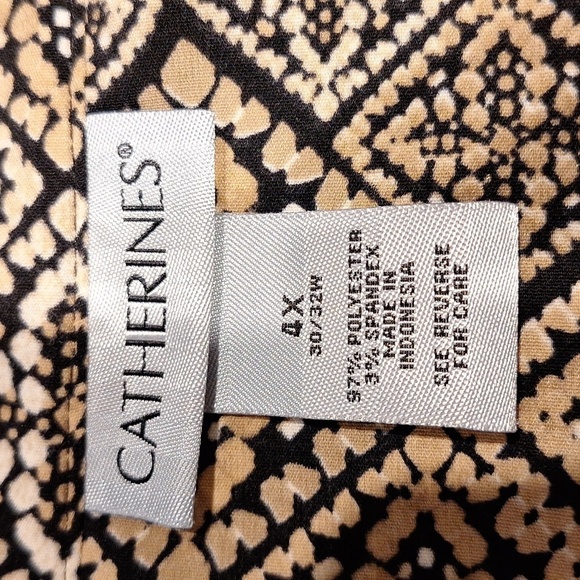 CATHERINES®
4X
30/32W
97% POLYESTER
3% SPANDEX
MADE IN
INDONESIA
SEE REVERSE
FOR CARE